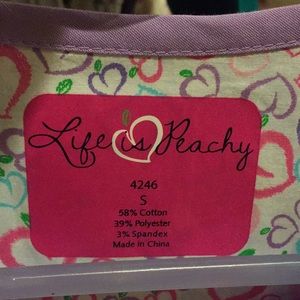 Life is Peachy
4246
S
58% Cotton
39% Polyester
3% Spandex
Made in China